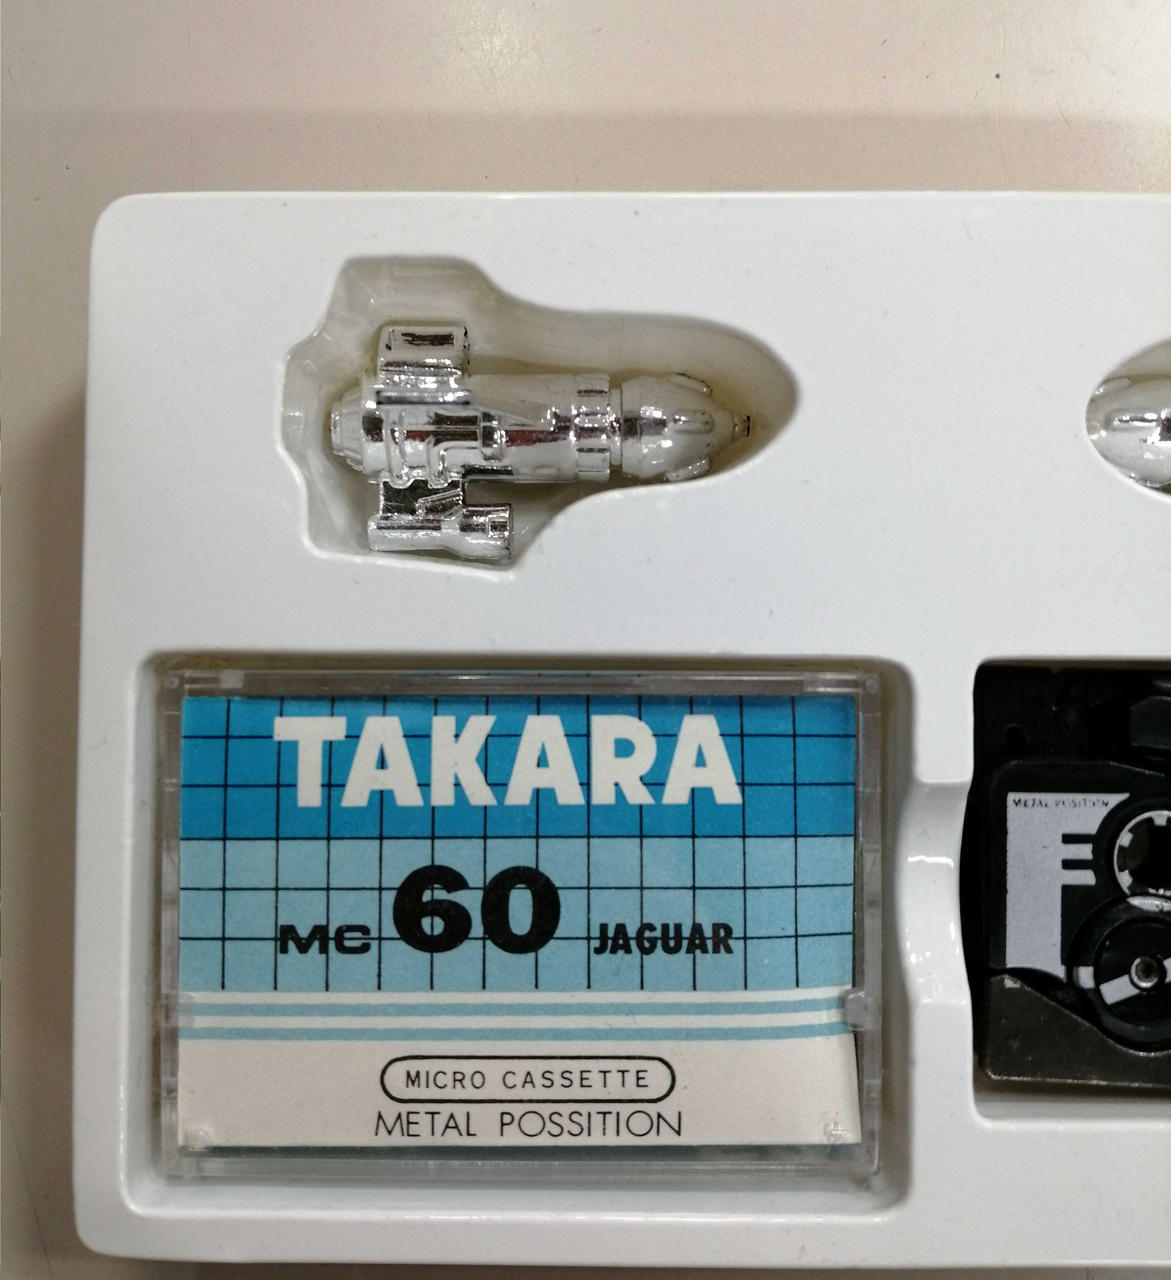 TAKARA
MC 60 JAGUAR
MICRO CASSETTE
METAL POSSITION
METAL POSITION